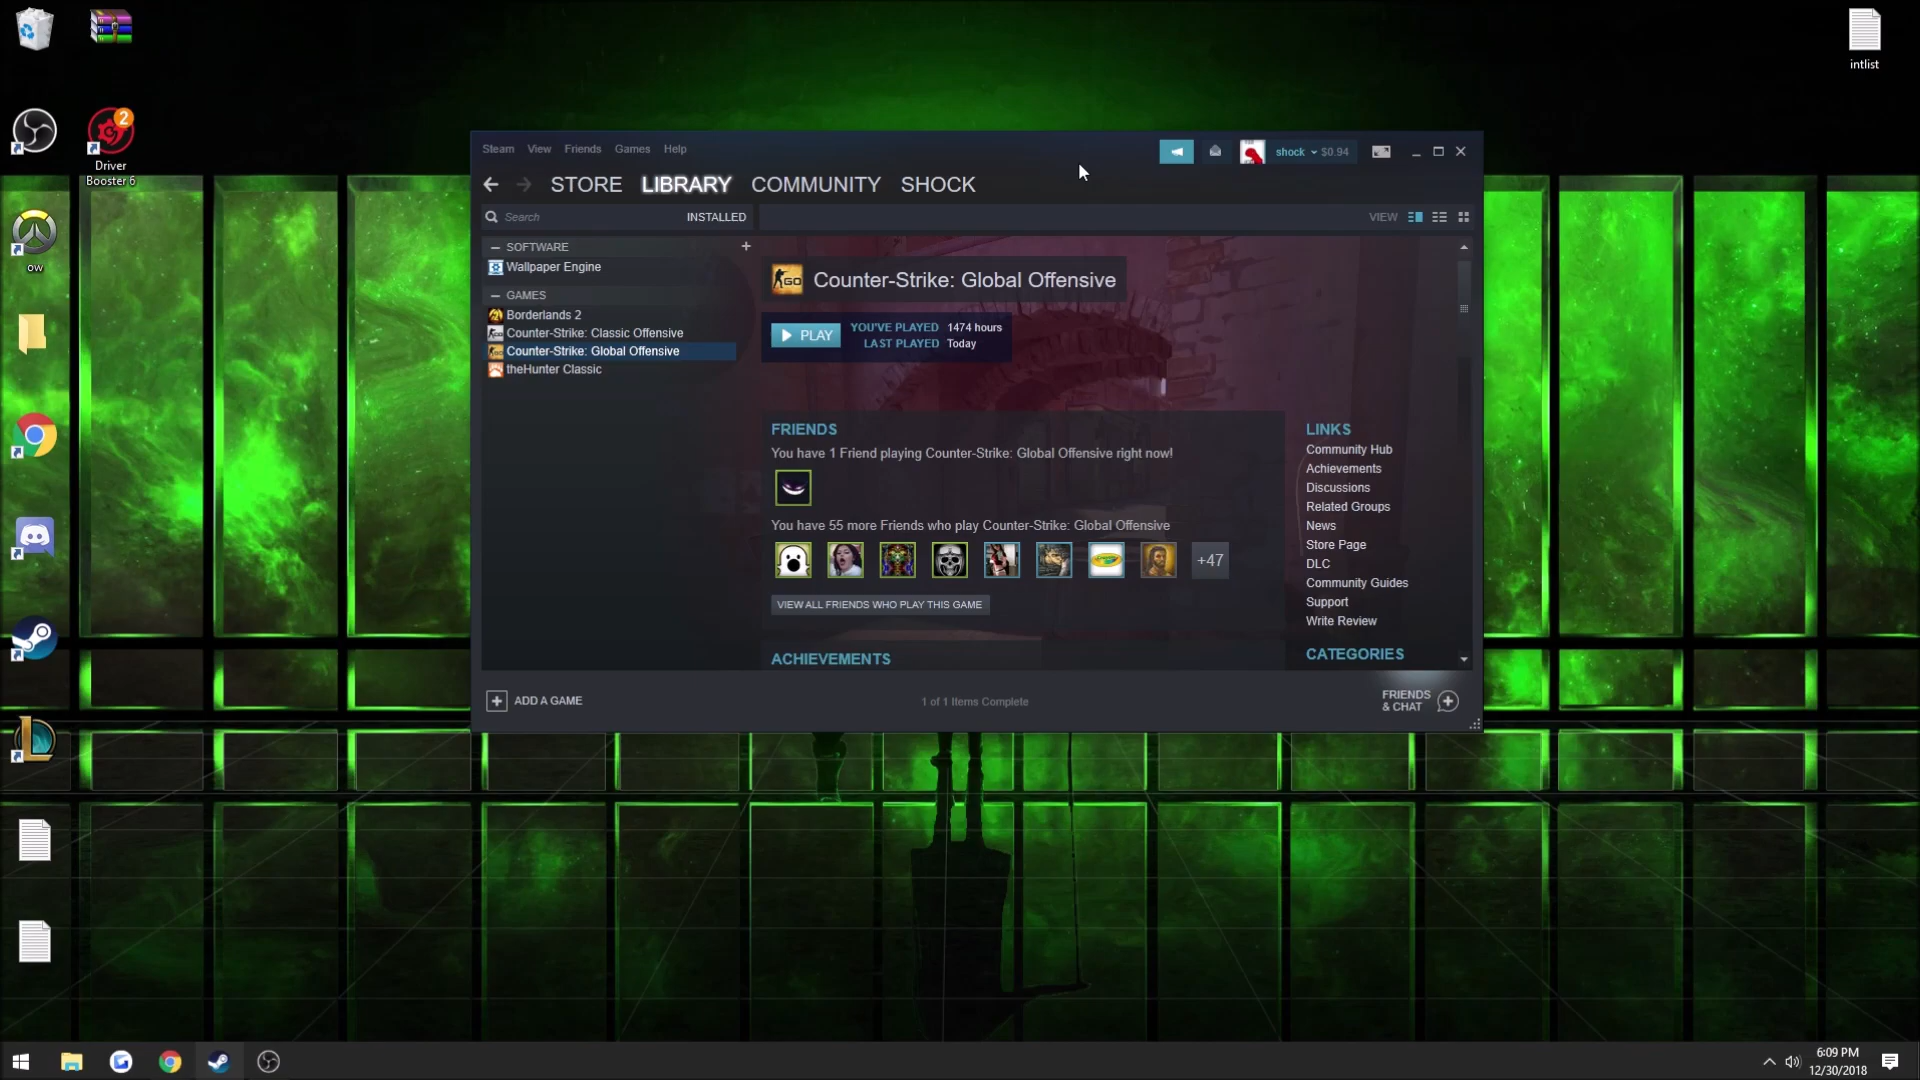 intlist
2
Driver
Booster 6
ow
Steam View Friends Games Help
shock $0.94
STORE LIBRARY COMMUNITY SHOCK
Search
INSTALLED
VIEW
SOFTWARE
Wallpaper Engine
GAMES
Borderlands 2
Counter-Strike: Classic Offensive
Counter-Strike: Global Offensive
theHunter Classic
GO
Counter-Strike: Global Offensive
PLAY
YOU'VE PLAYED 1474 hours
LAST PLAYED Today
FRIENDS
You have 1 Friend playing Counter-Strike: Global Offensive right now!
You have 55 more Friends who play Counter-Strike: Global Offensive
+47
VIEW ALL FRIENDS WHO PLAY THIS GAME
ACHIEVEMENTS
LINKS
Community Hub
Achievements
Discussions
Related Groups
News
Store Page
DLC
Community Guides
Support
Write Review
CATEGORIES
ADD A GAME
1 of 1 Items Complete
FRIENDS
& CHAT
6:09 PM
12/30/2018